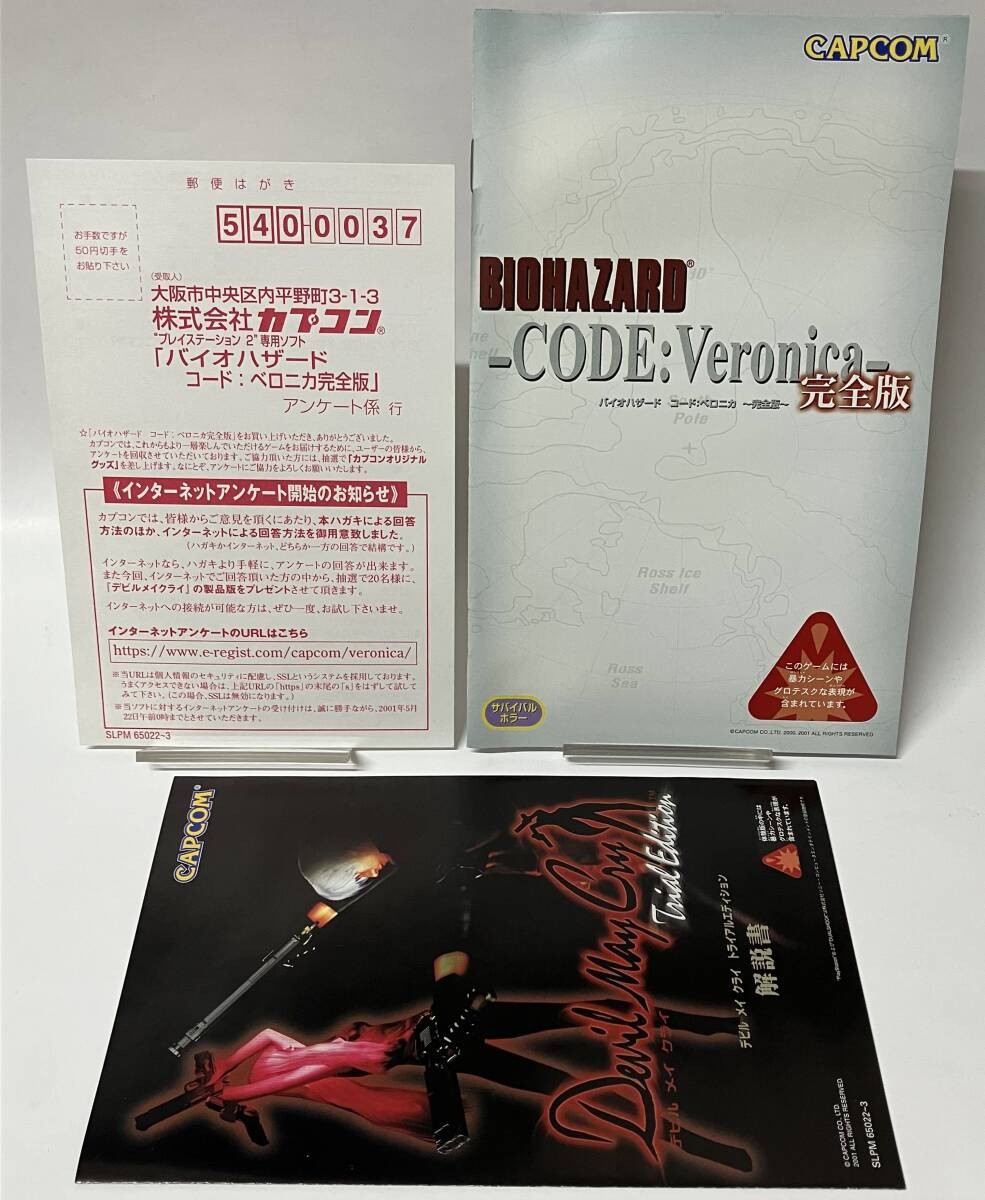 郵便はがき
540-0037
お手数ですが
50円切手を
お貼り下さい
(受取人)
大阪市中央区内平野町3-1-3
株式会社カプコン®
"プレイステーション 2"専用ソフト
「バイオハザード
コード:ベロニカ完全版」
アンケート係 行
☆「バイオハザード コード:ベロニカ完全版」をお買い上げいただき、ありがとうございました。
カプコンでは、これからもより一層楽しんでいただけるゲームをお届けするために、ユーザーの皆様から、
アンケートを回収させていただいております。ご協力頂いた方には、抽選で「カプコンオリジナル
グッズ」を差し上げます。なにとぞ、アンケートにご協力をよろしくお願いいたします。
《インターネットアンケート開始のお知らせ》
カプコンでは、皆様からご意見を頂くにあたり、本ハガキによる回答
方法のほか、インターネットによる回答方法を御用意致しました。
(ハガキかインターネット、どちらか一方の回答で結構です。)
インターネットなら、ハガキより手軽に、アンケートの回答が出来ます。
また今回、インターネットでご回答頂いた方の中から、抽選で20名様に、
『デビルメイクライ』の製品版をプレゼントさせて頂きます。
インターネットへの接続が可能な方は、ぜひ一度、お試し下さいませ。
インターネットアンケートのURLはこちら
https://www.e-regist.com/capcom/veronica/
※当URLは個人情報のセキュリティに配慮し、SSLというシステムを採用しております。
うまくアクセスできない場合は、上記URLの「https」の末尾の「s」をはずして試して
みて下さい。(この場合、SSLは無効になります。)
※当ソフトに対するインターネットアンケートの受け付けは、誠に勝手ながら、2001年5月
22日午前0時までとさせていただきます。
SLPM 65022~3
CAPCOM®
BIOHAZARD®
-CODE:Veronica-
完全版
バイオハザード コード:ベロニカ ~完全版~
Pole
Ross Ice
Shelf
Ross
Sea
サバイバル
ホラー
このゲームには
暴力シーンや
グロテスクな表現が
含まれています。
©CAPCOM CO., LTD. 2000, 2001 ALL RIGHTS RESERVED.
CAPCOM®
Devil May Cry™
Trial Edition
デビル メイ クライ
デビル メイ クライ トライアルエディション
解説書
体験版の中には
暴力シーンや
グロテスクな表現が
含まれています。
© CAPCOM CO., LTD.
2001 ALL RIGHTS RESERVED.
SLPM 65022~3